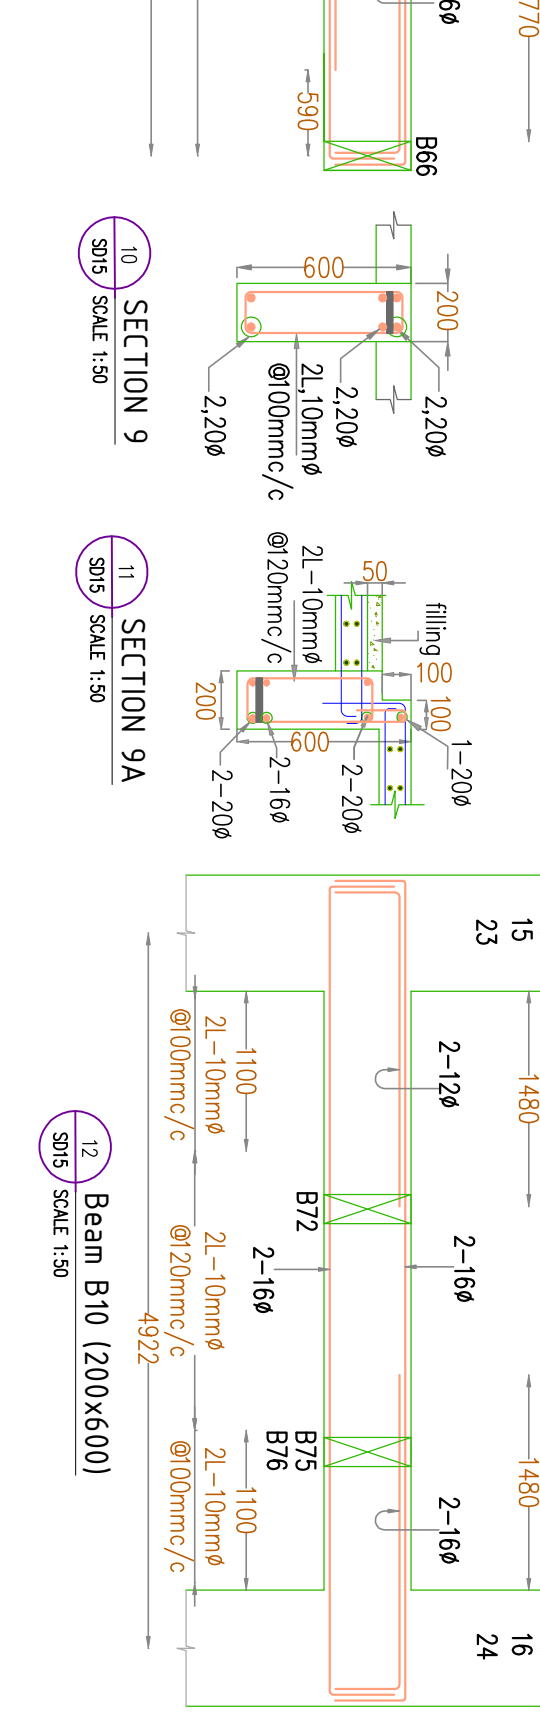 6ø
770
590
B66
600
200
2,20ø
2,20ø
2L,10mmø
@100mmc/c
2,20ø
10
SD15
SECTION 9
SCALE 1:50
filling
50
100
100
2L-10mmø
@120mmc/c
200
600
1-20ø
2-20ø
2-16ø
2-20ø
11
SD15
SECTION 9A
SCALE 1:50
15
23
1480
2-12ø
1100
2L-10mmø
@100mmc/c
B72
2-16ø
2-16ø
2L-10mmø
@120mmc/c
4922
1480
B75
B76
2-16ø
1100
2L-10mmø
@100mmc/c
16
24
12
SD15
Beam B10 (200x600)
SCALE 1:50